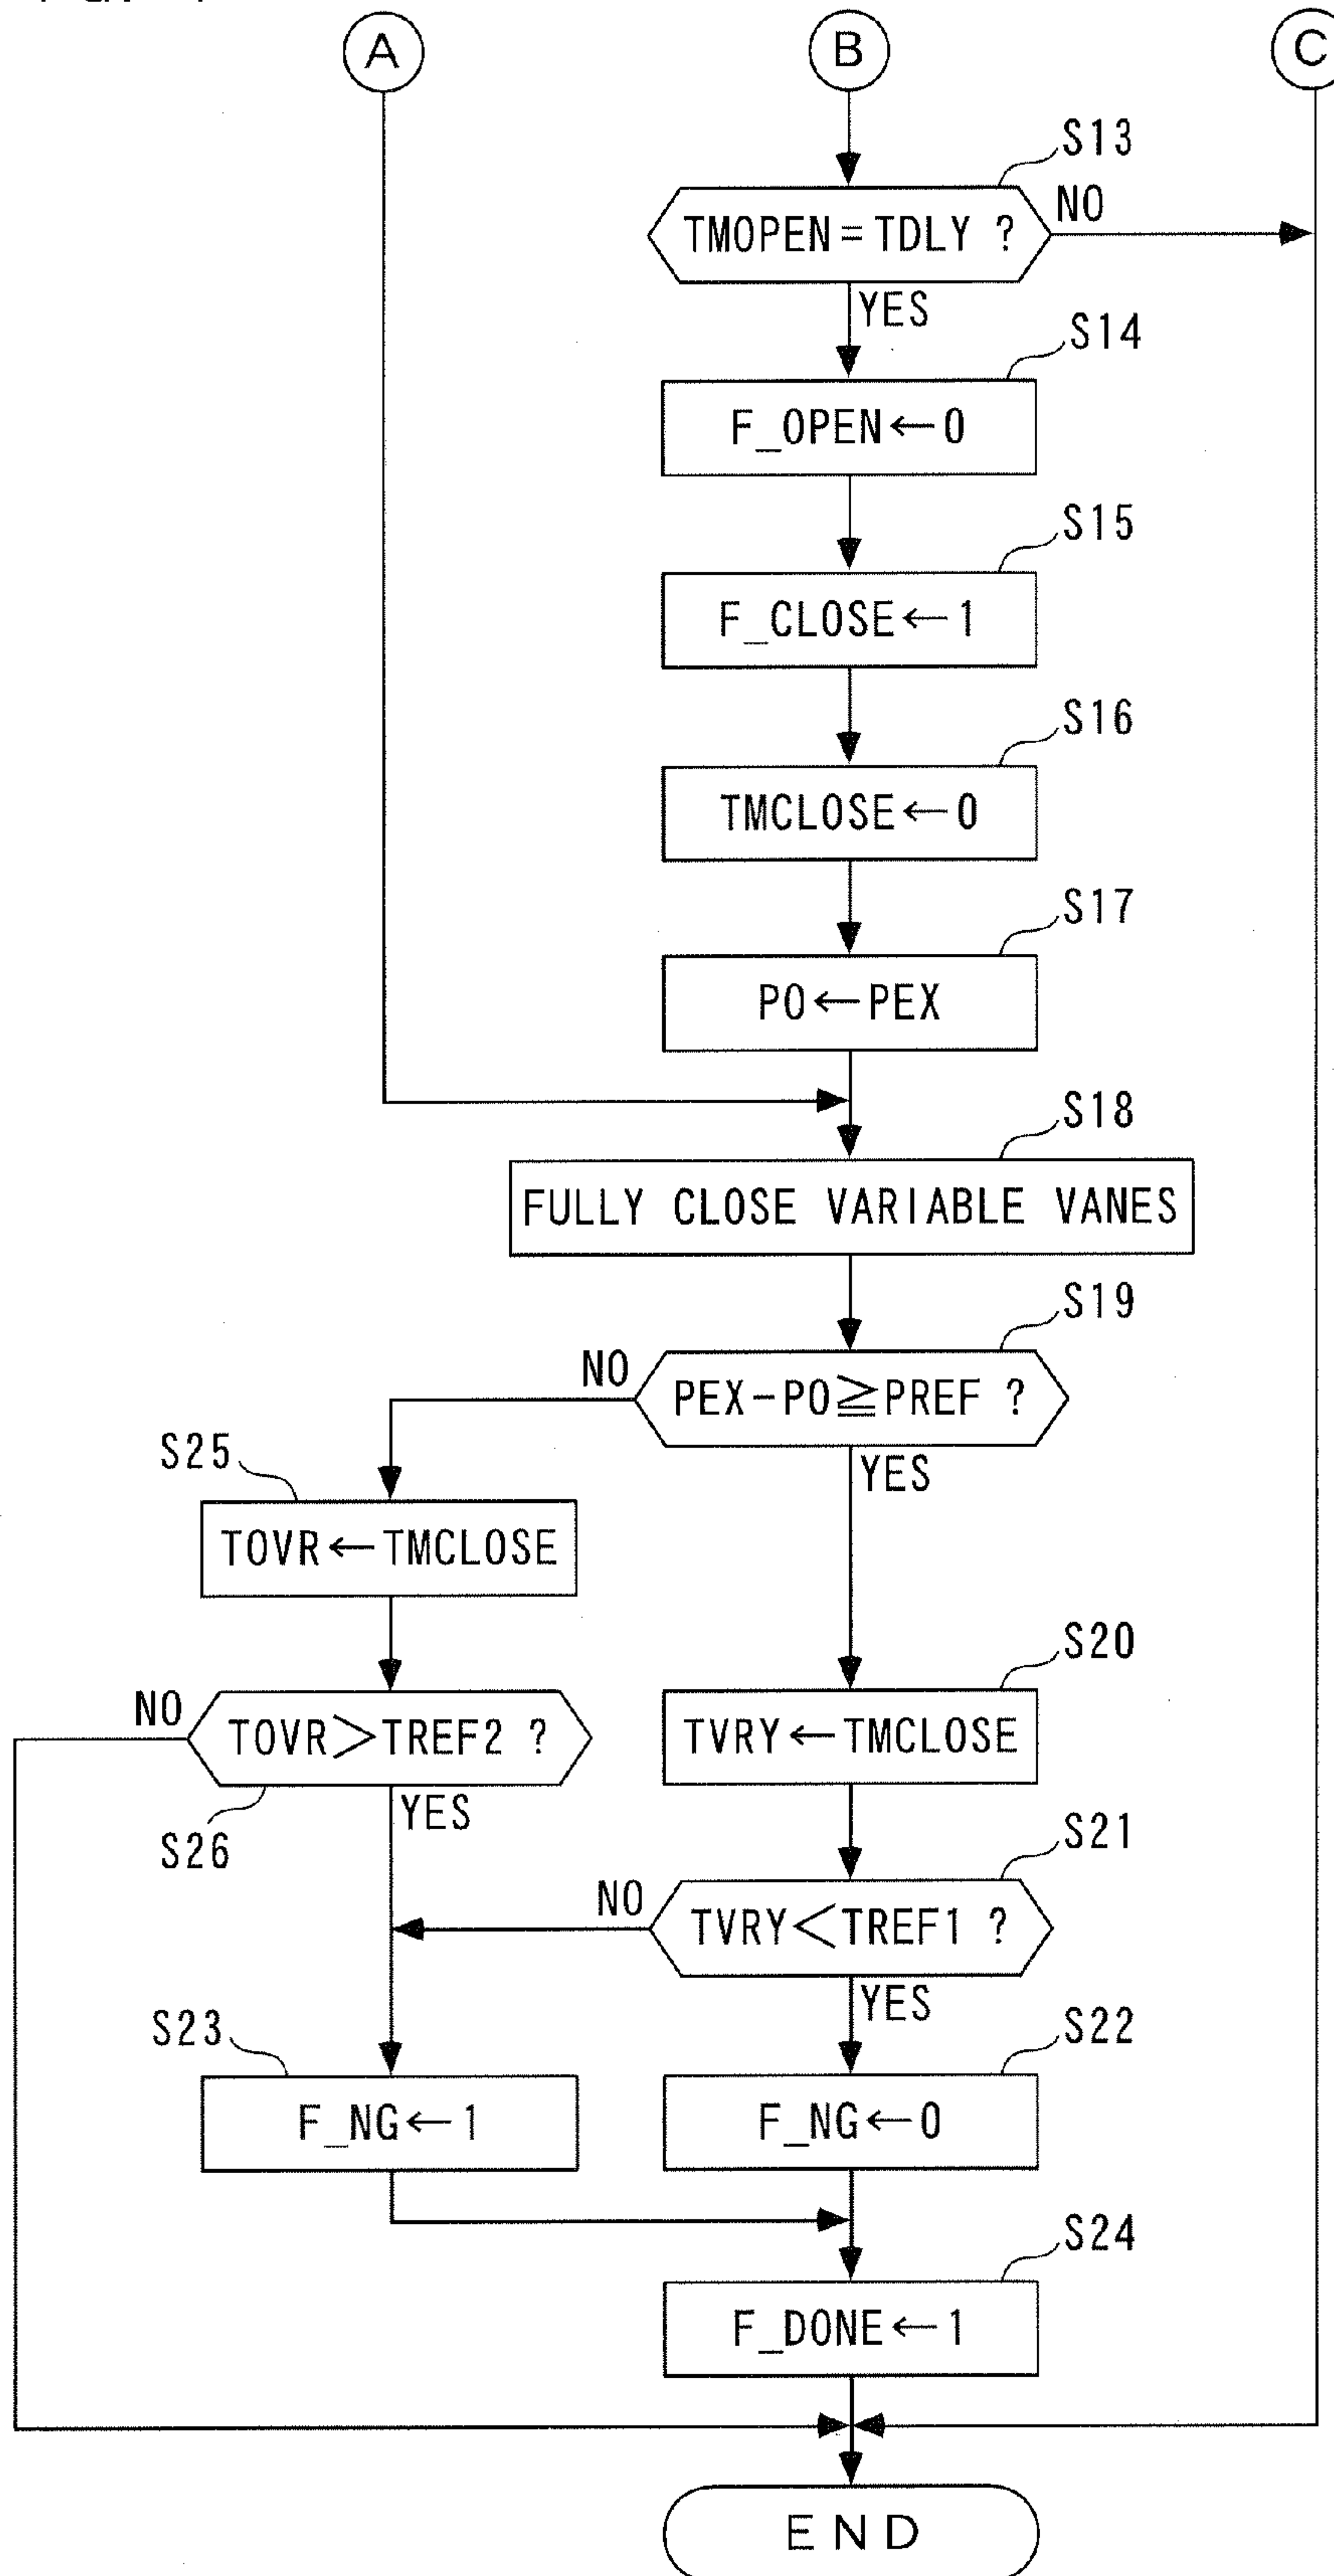 A
B
C
S13
TMOPEN=TDLY ?
NO
YES
S14
F_OPEN←0
S15
F_CLOSE←1
S16
TMCLOSE←0
S17
PO←PEX
S18
FULLY CLOSE VARIABLE VANES
S19
NO
PEX-PO≧PREF ?
YES
S25
TOVR←TMCLOSE
S20
NO
TOVR>TREF2 ?
TVRY←TMCLOSE
YES
S26
S21
NO
TVRY<TREF1 ?
YES
S23
S22
F_NG←1
F_NG←0
S24
F_DONE←1
END